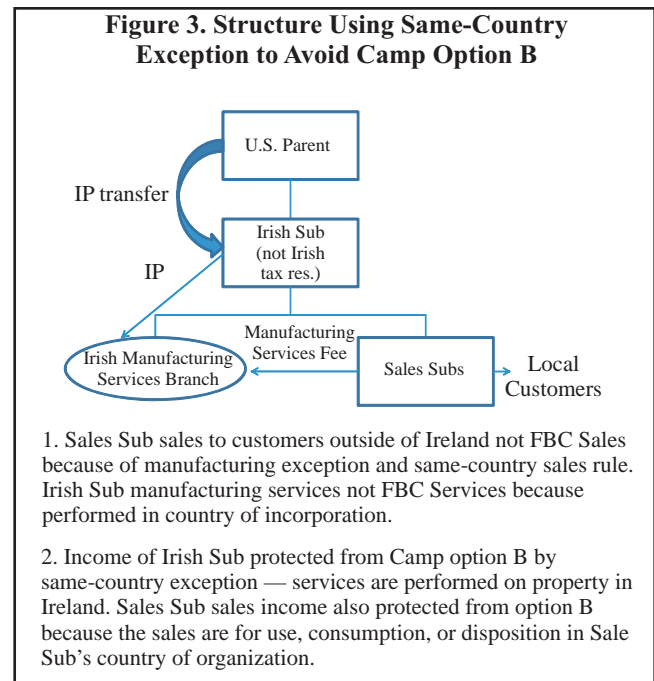 Figure 3. Structure Using Same-Country
Exception to Avoid Camp Option B
U.S. Parent
IP transfer
Irish Sub
(not Irish
tax res.)
IP
Manufacturing
Services Fee
Irish Manufacturing
Services Branch
Sales Subs
Local
Customers
1. Sales Sub sales to customers outside of Ireland not FBC Sales
because of manufacturing exception and same-country sales rule.
Irish Sub manufacturing services not FBC Services because
performed in country of incorporation.
2. Income of Irish Sub protected from Camp option B by
same-country exception — services are performed on property in
Ireland. Sales Sub sales income also protected from option B
because the sales are for use, consumption, or disposition in Sale
Sub's country of organization.